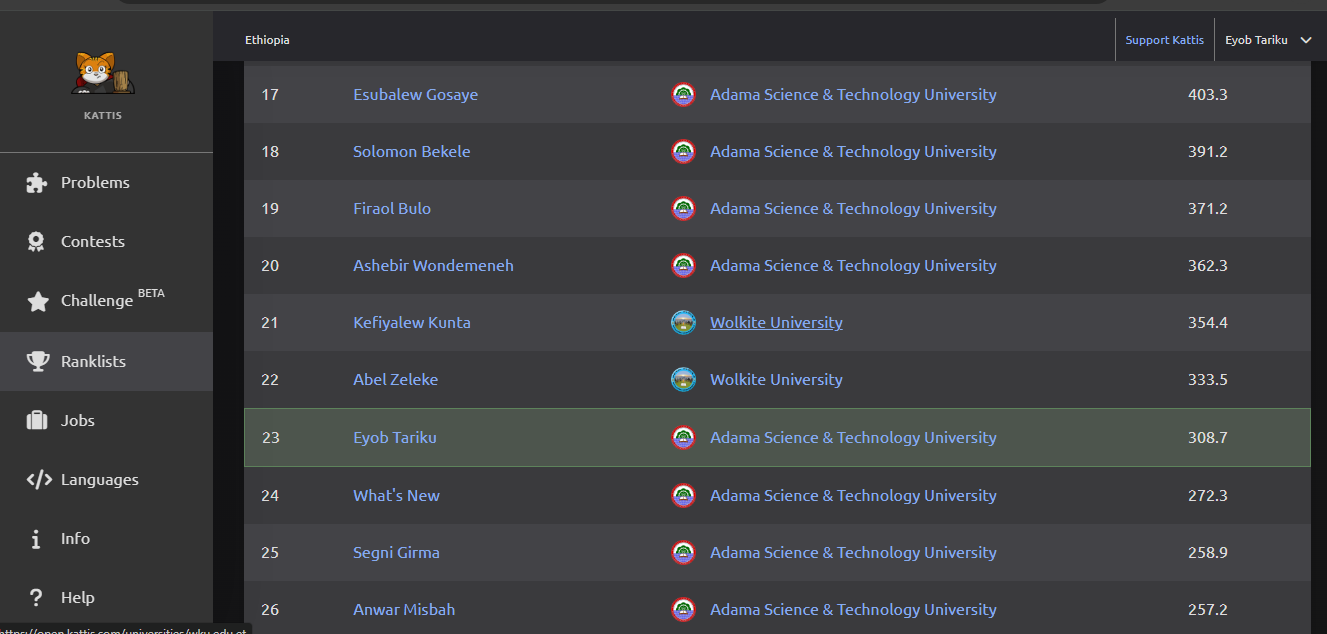 Ethiopia
Support Kattis
Eyob Tariku
KATTIS
Problems
Contests
Challenge BETA
Ranklists
Jobs
Languages
Info
Help
17 Esubalew Gosaye Adama Science & Technology University 403.3
18 Solomon Bekele Adama Science & Technology University 391.2
19 Firaol Bulo Adama Science & Technology University 371.2
20 Ashebir Wondemeneh Adama Science & Technology University 362.3
21 Kefiyalew Kunta Wolkite University 354.4
22 Abel Zeleke Wolkite University 333.5
23 Eyob Tariku Adama Science & Technology University 308.7
24 What's New Adama Science & Technology University 272.3
25 Segni Girma Adama Science & Technology University 258.9
26 Anwar Misbah Adama Science & Technology University 257.2
https://open.kattis.com/universities/wku.edu.et